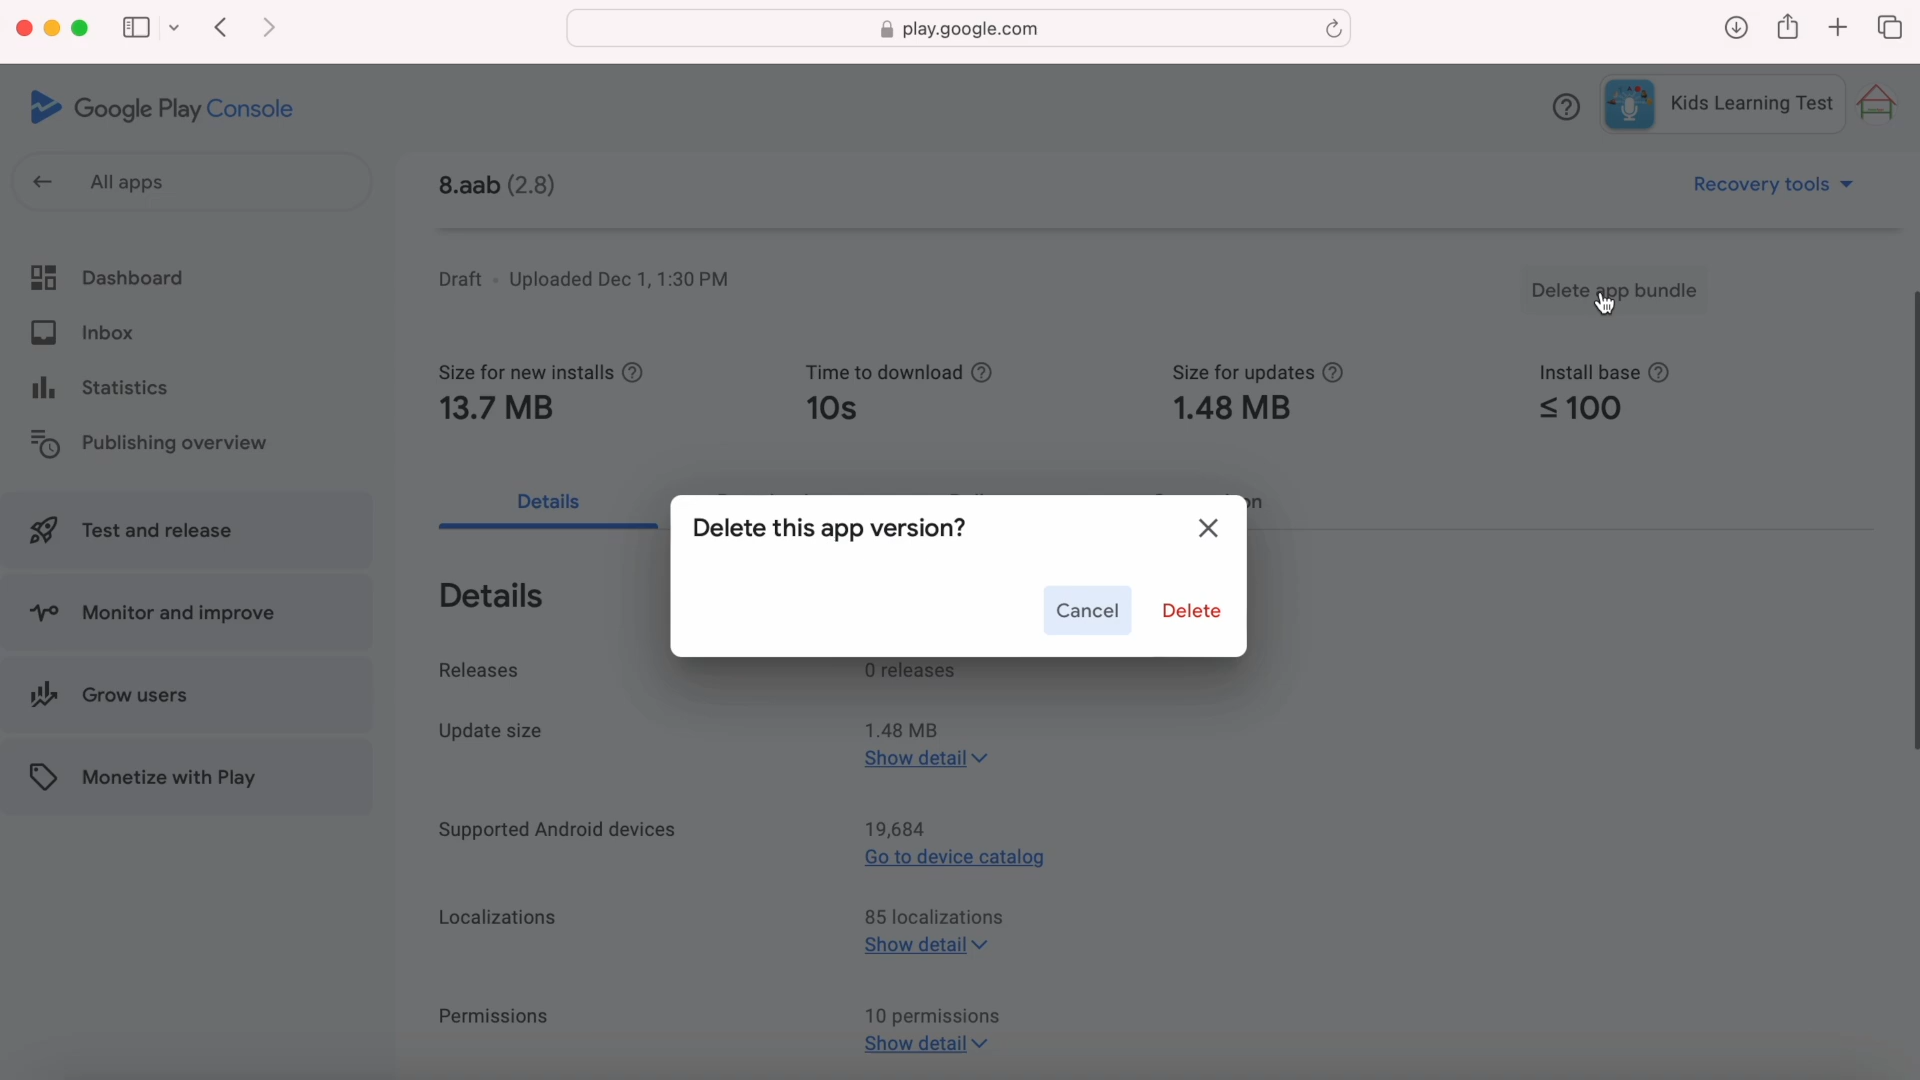 play.google.com
Google Play Console
Kids Learning Test
All apps
8.aab (2.8)
Recovery tools
Dashboard
Draft • Uploaded Dec 1, 1:30 PM
Delete app bundle
Inbox
Statistics
Publishing overview
Size for new installs
Time to download
Size for updates
Install base
13.7 MB
10s
1.48 MB
≤ 100
Details
Test and release
Delete this app version?
Cancel
Delete
Monitor and improve
Details
Grow users
Releases
0 releases
Update size
1.48 MB
Show detail
Monetize with Play
Supported Android devices
19,684
Go to device catalog
Localizations
85 localizations
Show detail
Permissions
10 permissions
Show detail